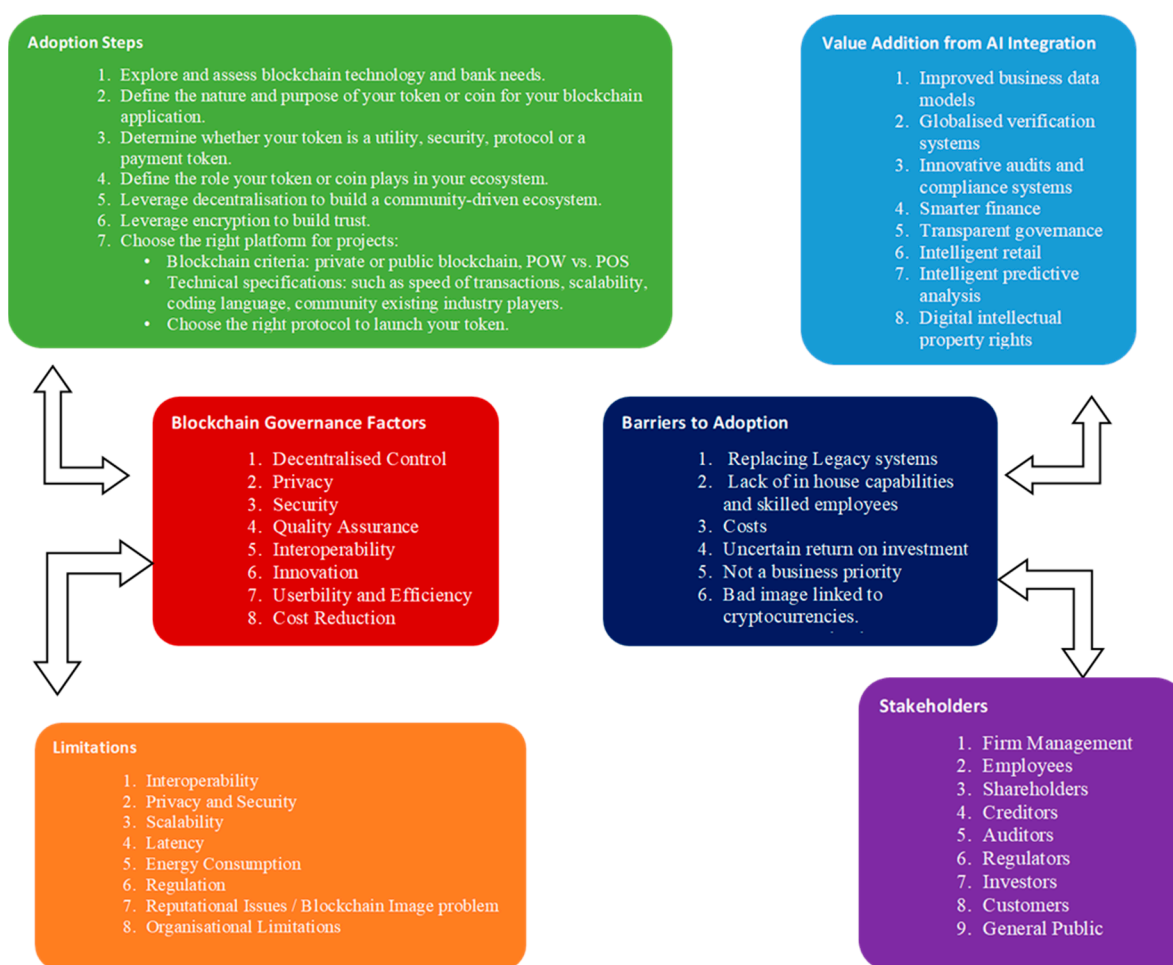 Adoption Steps
1. Explore and assess blockchain technology and bank needs.
2. Define the nature and purpose of your token or coin for your blockchain
application.
3. Determine whether your token is a utility, security, protocol or a
payment token.
4. Define the role your token or coin plays in your ecosystem.
5. Leverage decentralisation to build a community-driven ecosystem.
6. Leverage encryption to build trust.
7. Choose the right platform for projects:
• Blockchain criteria: private or public blockchain, POW vs. POS
• Technical specifications: such as speed of transactions, scalability,
coding language, community existing industry players.
• Choose the right protocol to launch your token.
Value Addition from AI Integration
1. Improved business data
models
2. Globalised verification
systems
3. Innovative audits and
compliance systems
4. Smarter finance
5. Transparent governance
6. Intelligent retail
7. Intelligent predictive
analysis
8. Digital intellectual
property rights
Blockchain Governance Factors
1. Decentralised Control
2. Privacy
3. Security
4. Quality Assurance
5. Interoperability
6. Innovation
7. Userbility and Efficiency
8. Cost Reduction
Barriers to Adoption
1. Replacing Legacy systems
2. Lack of in house capabilities
and skilled employees
3. Costs
4. Uncertain return on investment
5. Not a business priority
6. Bad image linked to
cryptocurrencies.
Limitations
1. Interoperability
2. Privacy and Security
3. Scalability
4. Latency
5. Energy Consumption
6. Regulation
7. Reputational Issues / Blockchain Image problem
8. Organisational Limitations
Stakeholders
1. Firm Management
2. Employees
3. Shareholders
4. Creditors
5. Auditors
6. Regulators
7. Investors
8. Customers
9. General Public